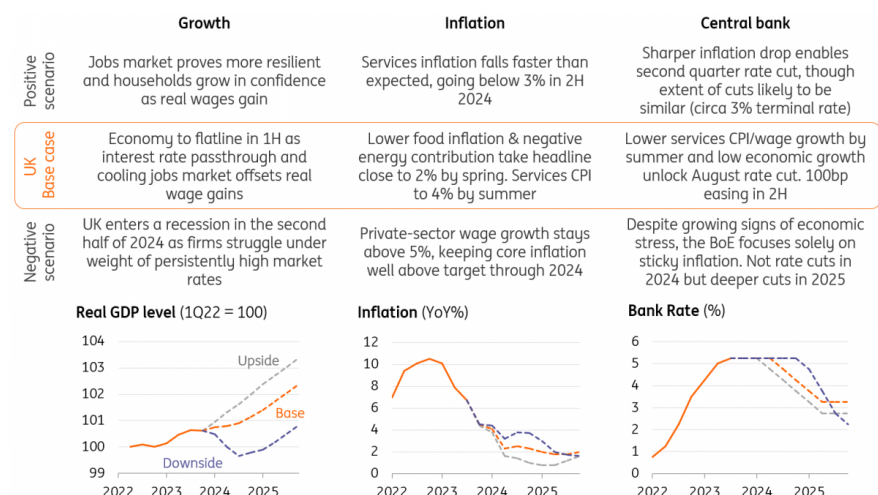 Growth
Inflation
Central bank
Positive
scenario
Jobs market proves more resilient
and households grow in confidence
as real wages gain
Services inflation falls faster than
expected, going below 3% in 2H
2024
Sharper inflation drop enables
second quarter rate cut, though
extent of cuts likely to be
similar (circa 3% terminal rate)
UK
Base case
Economy to flatline in 1H as
interest rate passthrough and
cooling jobs market offsets real
wage gains
Lower food inflation & negative
energy contribution take headline
close to 2% by spring. Services CPI
to 4% by summer
Lower services CPI/wage growth by
summer and low economic growth
unlock August rate cut. 100bp
easing in 2H
Negative
scenario
UK enters a recession in the second
half of 2024 as firms struggle under
weight of persistently high market
rates
Private-sector wage growth stays
above 5%, keeping core inflation
well above target through 2024
Despite growing signs of economic
stress, the BoE focuses solely on
sticky inflation. Not rate cuts in
2024 but deeper cuts in 2025
Real GDP level (1Q22 = 100)
104
103
102
101
100
99
Upside
Base
Downside
2022 2023 2024 2025
Inflation (YoY%)
12
10
8
6
4
2
0
2022 2023 2024 2025
Bank Rate (%)
6
5
4
3
2
1
0
2022 2023 2024 2025